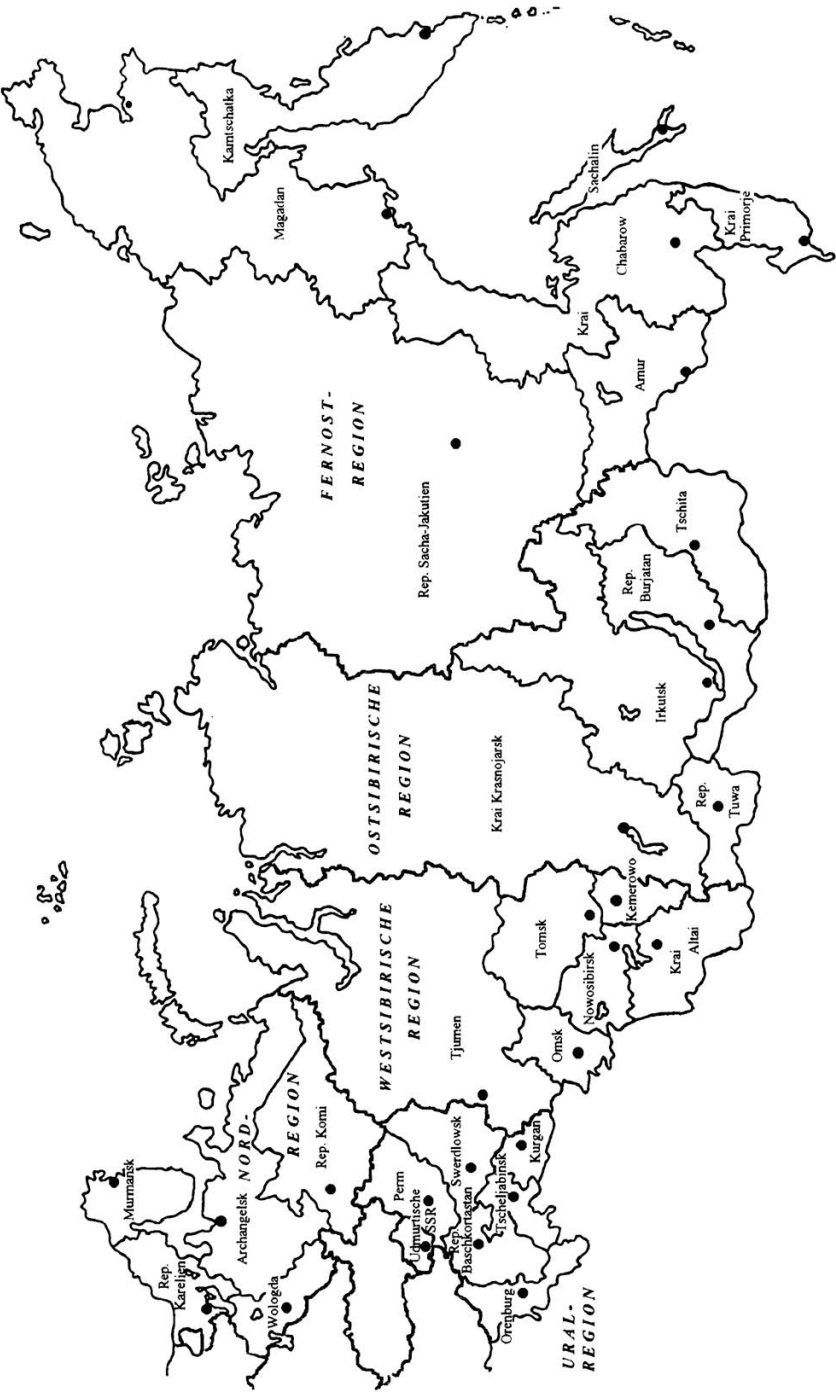 Murmansk
Rep.
Karelien
Archangelsk
Wologda
NORD-
REGION
Rep. Komi
Perm
Udmurtische
SSR
Swerdlowsk
Rep.
Baschkortastan
Tscheljabinsk
Kurgan
Orenburg
URAL-
REGION
WESTSIBIRISCHE
REGION
Tjumen
Omsk
Tomsk
Nowosibirsk
Kemerowo
Krai
Altai
OSTSIBIRISCHE
REGION
Krai Krasnojarsk
Rep.
Tuwa
Irkutsk
Rep.
Burjatan
Tschita
FERNOST-
REGION
Rep. Sacha-Jakutien
Amur
Krai
Chabarow
Krai
Primorje
Sachalin
Magadan
Kamtschatka